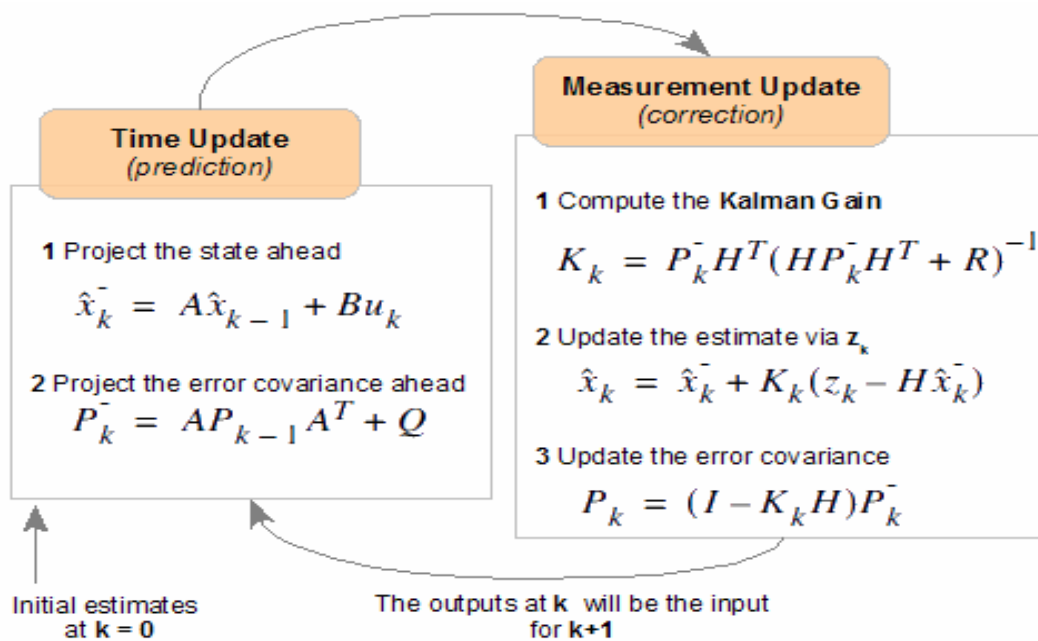 Time Update
(prediction)
1 Project the state ahead
x̂ₖ⁻ = Ax̂ₖ₋₁ + Buₖ
2 Project the error covariance ahead
Pₖ⁻ = APₖ₋₁Aᵀ + Q
Initial estimates
at k = 0
Measurement Update
(correction)
1 Compute the Kalman Gain
Kₖ = Pₖ⁻Hᵀ(HPₖ⁻Hᵀ + R)⁻¹
2 Update the estimate via zₖ
x̂ₖ = x̂ₖ⁻ + Kₖ(zₖ – Hx̂ₖ⁻)
3 Update the error covariance
Pₖ = (I – KₖH)Pₖ⁻
The outputs at k will be the input
for k+1